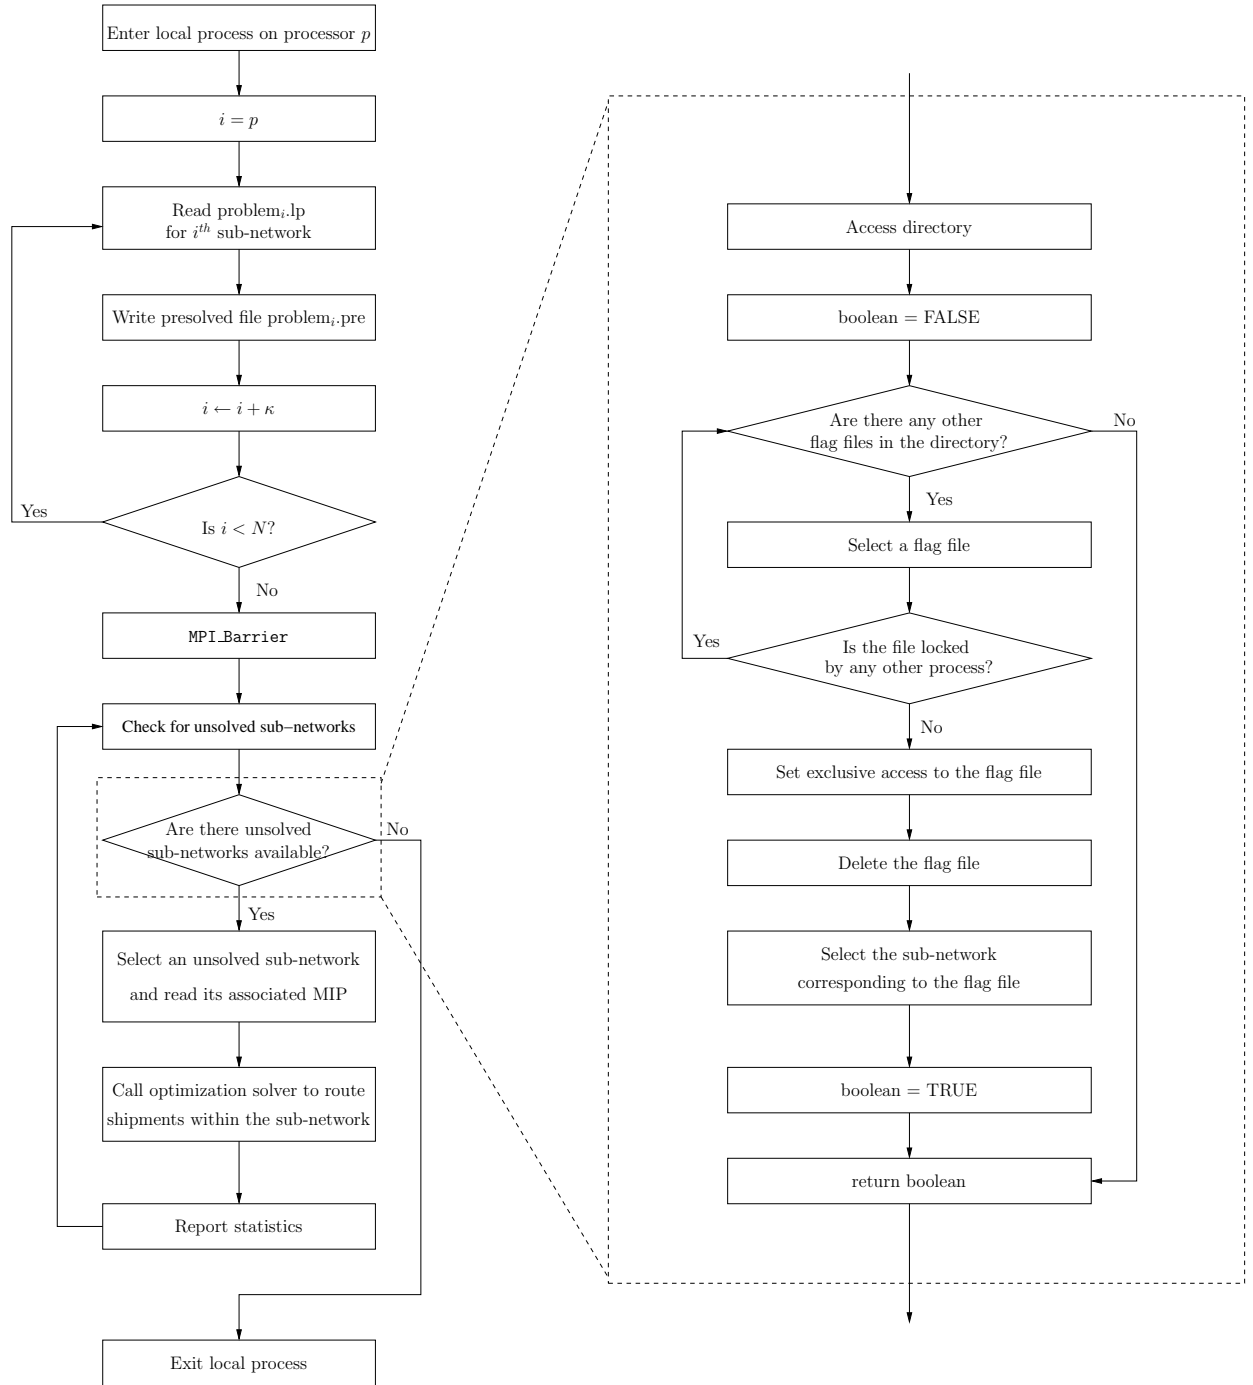 Enter local process on processor p
i = p
Read problemᵢ.lp
for iᵗʰ sub-network
Write presolved file problemᵢ.pre
i ← i + κ
Is i < N?
Yes
No
MPI_Barrier
Check for unsolved sub−networks
Are there unsolved
sub-networks available?
No
Yes
Select an unsolved sub-network
and read its associated MIP
Call optimization solver to route
shipments within the sub-network
Report statistics
Exit local process
Access directory
boolean = FALSE
Are there any other
flag files in the directory?
No
Yes
Select a flag file
Is the file locked
by any other process?
Yes
No
Set exclusive access to the flag file
Delete the flag file
Select the sub-network
corresponding to the flag file
boolean = TRUE
return boolean